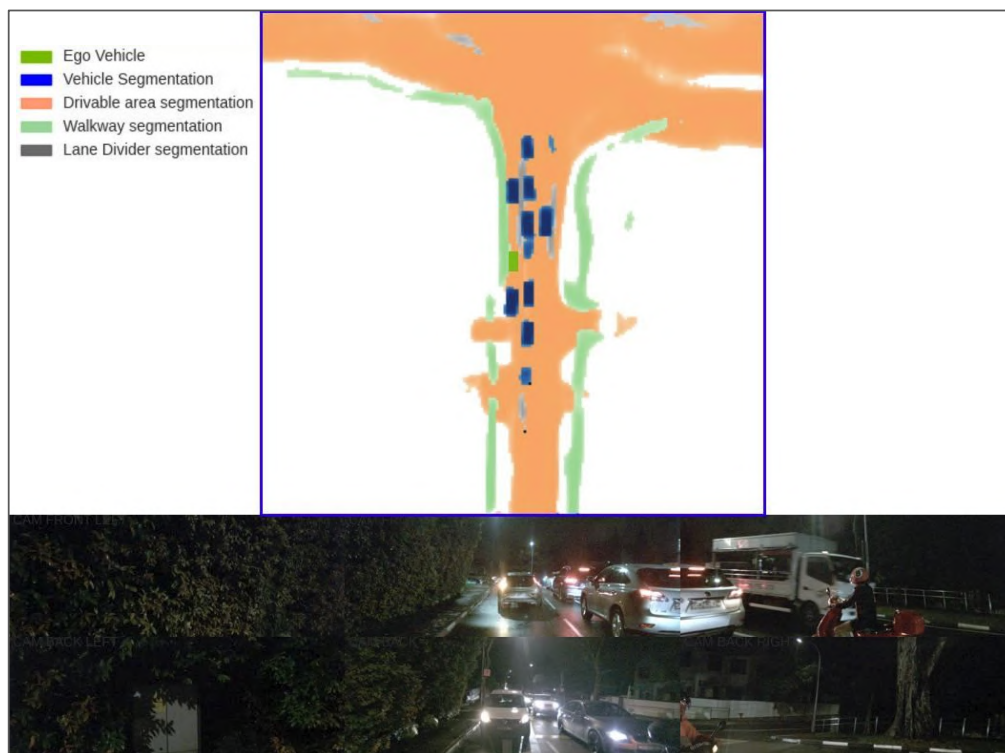 Ego Vehicle
Vehicle Segmentation
Drivable area segmentation
Walkway segmentation
Lane Divider segmentation
CAM FRONT LEFT
CAM BACK LEFT
CAM BACK RIGHT